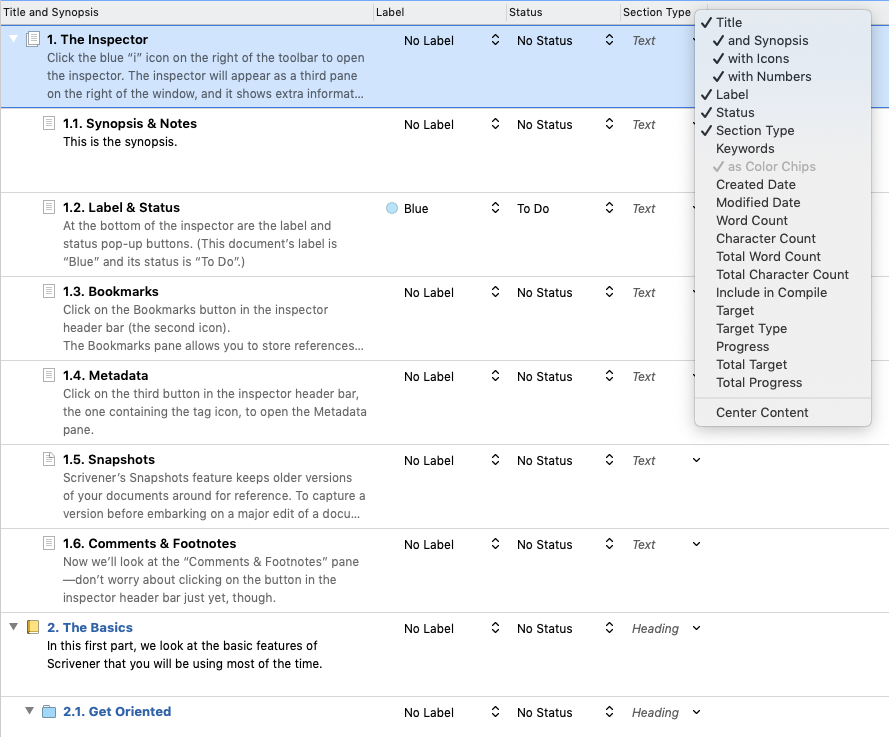 Title and Synopsis Label Status Section Type
1. The Inspector No Label No Status Text
Click the blue “i” icon on the right of the toolbar to open
the inspector. The inspector will appear as a third pane
on the right of the window, and it shows extra informat…
1.1. Synopsis & Notes No Label No Status Text
This is the synopsis.
1.2. Label & Status Blue To Do Text
At the bottom of the inspector are the label and
status pop-up buttons. (This document’s label is
“Blue” and its status is “To Do”.)
1.3. Bookmarks No Label No Status Text
Click on the Bookmarks button in the inspector
header bar (the second icon).
The Bookmarks pane allows you to store references…
1.4. Metadata No Label No Status Text
Click on the third button in the inspector header bar,
the one containing the tag icon, to open the Metadata
pane.
1.5. Snapshots No Label No Status Text
Scrivener’s Snapshots feature keeps older versions
of your documents around for reference. To capture a
version before embarking on a major edit of a docu…
1.6. Comments & Footnotes No Label No Status Text
Now we’ll look at the “Comments & Footnotes” pane
—don’t worry about clicking on the button in the
inspector header bar just yet, though.
2. The Basics No Label No Status Heading
In this first part, we look at the basic features of
Scrivener that you will be using most of the time.
2.1. Get Oriented No Label No Status Heading
Title
and Synopsis
with Icons
with Numbers
Label
Status
Section Type
Keywords
as Color Chips
Created Date
Modified Date
Word Count
Character Count
Total Word Count
Total Character Count
Include in Compile
Target
Target Type
Progress
Total Target
Total Progress
Center Content